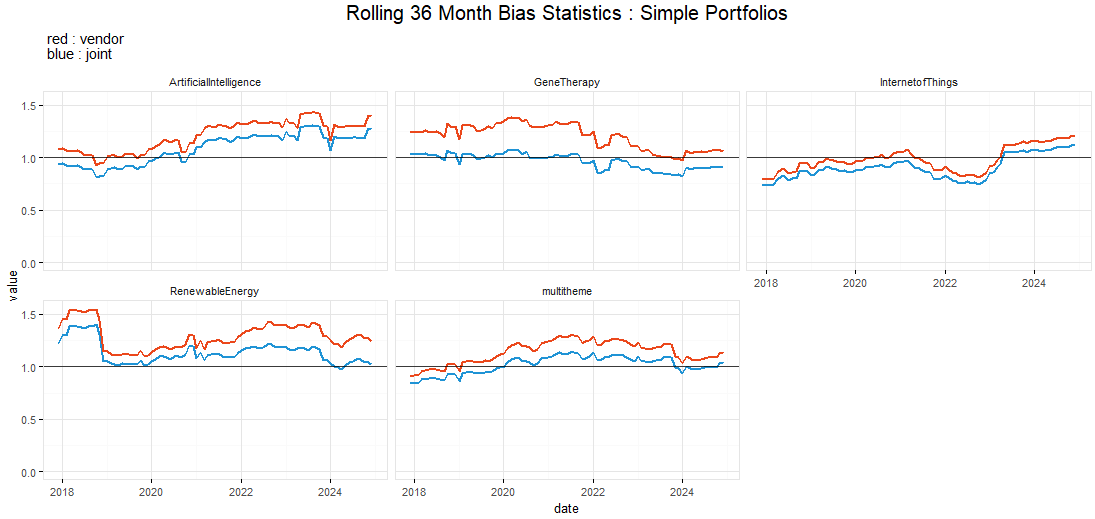 Rolling 36 Month Bias Statistics : Simple Portfolios
red : vendor
blue : joint
ArtificialIntelligence
GeneTherapy
InternetofThings
1.5
1.0
0.5
0.0
2018 2020 2022 2024
RenewableEnergy
multitheme
value
1.5
1.0
0.5
0.0
2018 2020 2022 2024
2018 2020 2022 2024
date